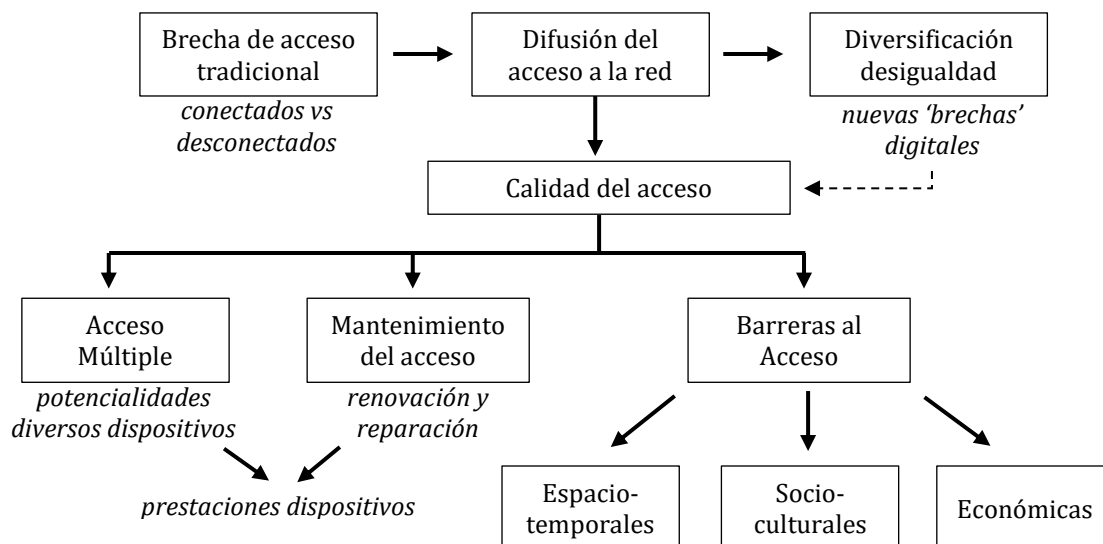 Brecha de acceso
tradicional
conectados vs
desconectados
Difusión del
acceso a la red
Diversificación
desigualdad
nuevas ‘brechas’
digitales
Calidad del acceso
Acceso
Múltiple
potencialidades
diversos dispositivos
Mantenimiento
del acceso
renovación y
reparación
prestaciones dispositivos
Barreras al
Acceso
Espacio-
temporales
Socio-
culturales
Económicas